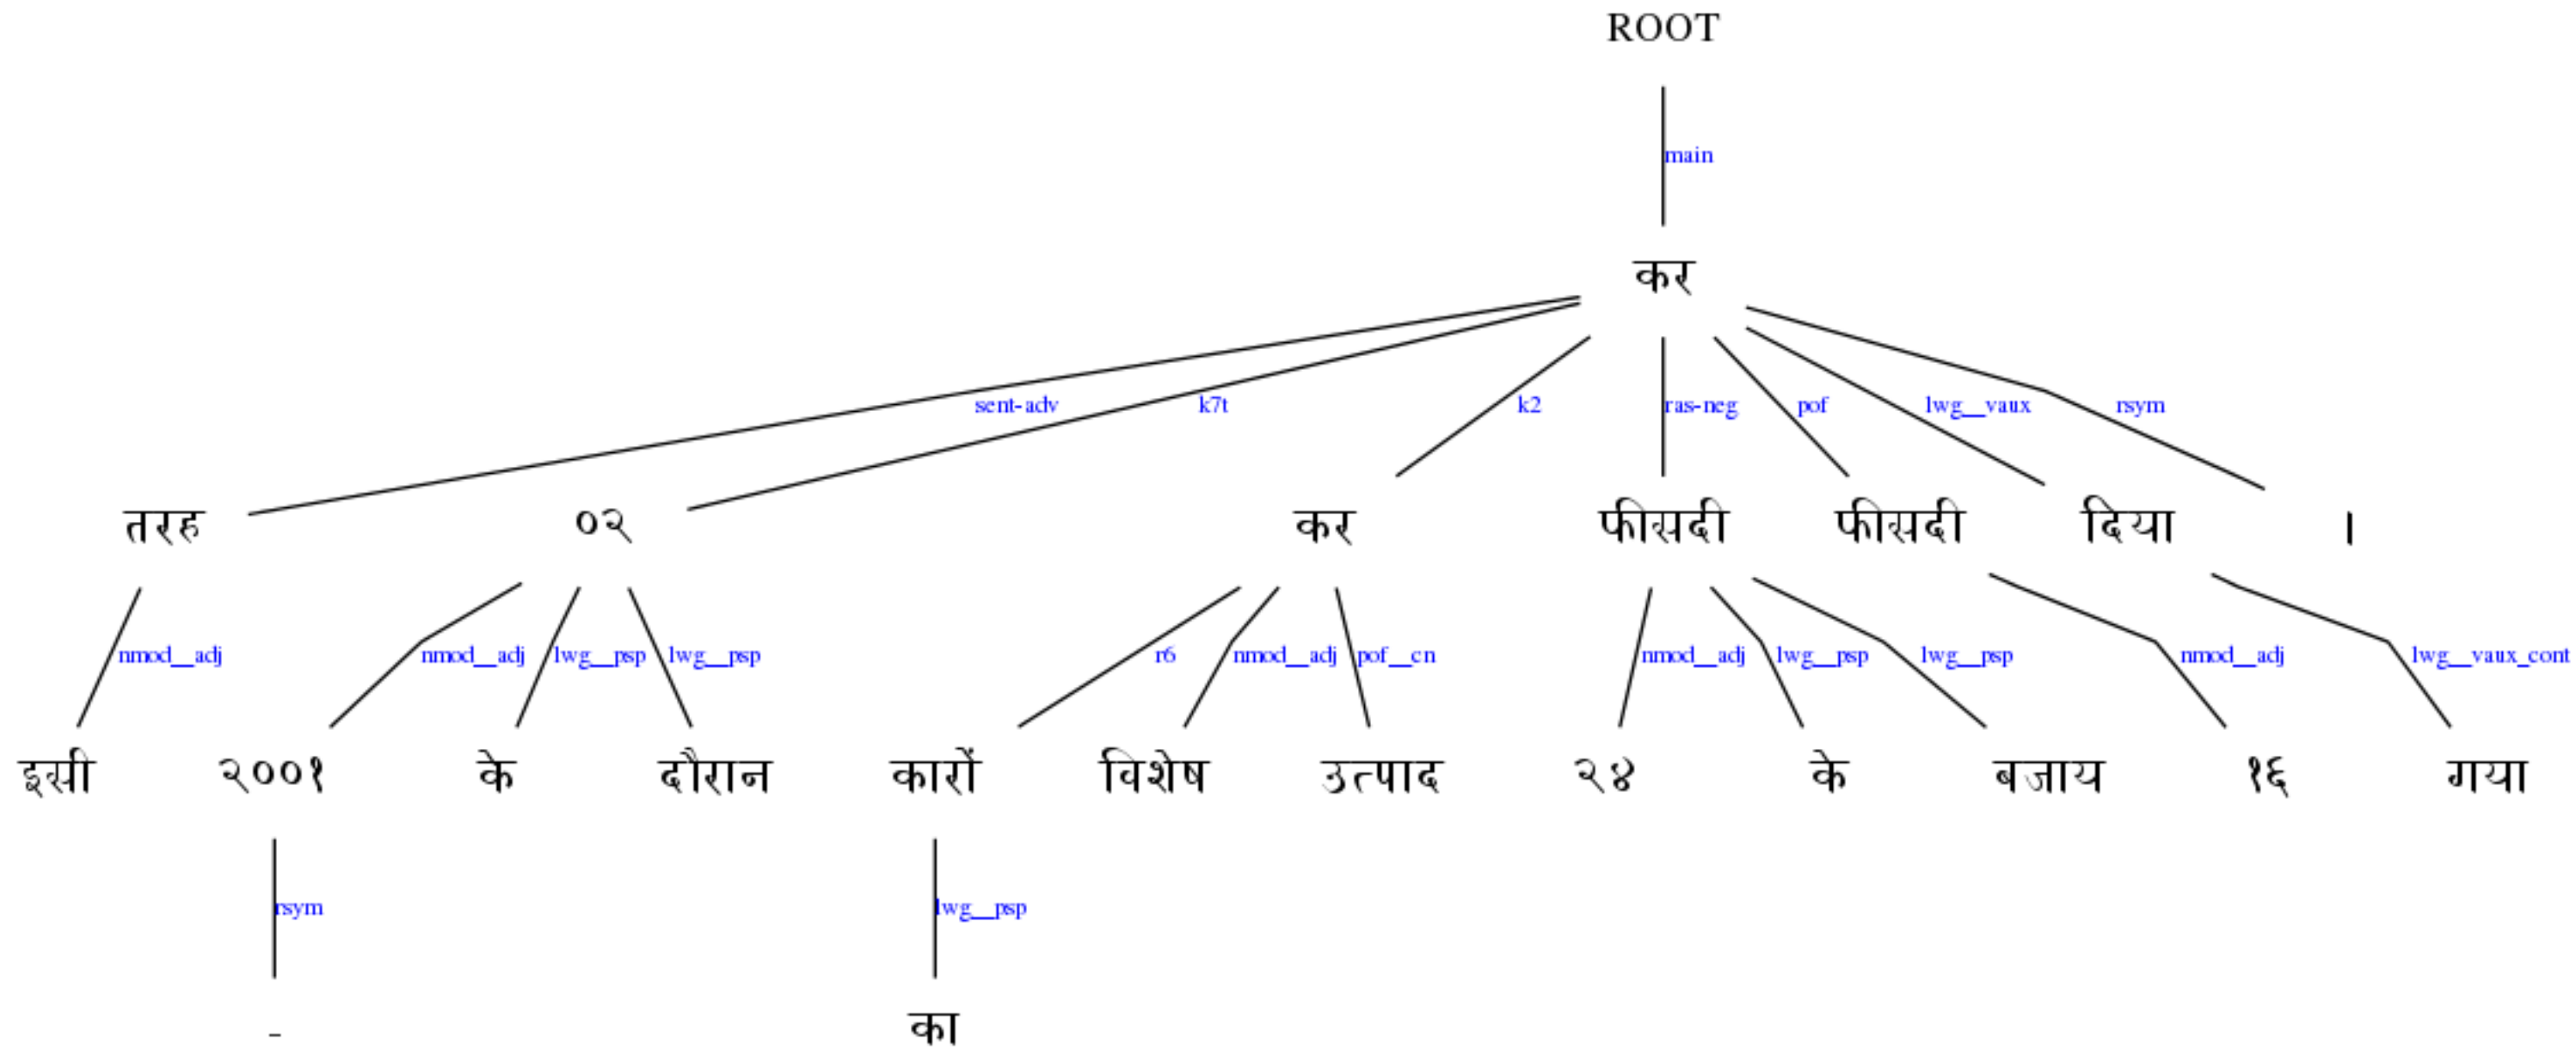 ROOT
main
कर
sent-adv k7t k2 ras-neg pof lwg__vaux rsym
तरह ०२ कर फीसदी फीसदी दिया ।
nmod__adj nmod__adj lwg__psp lwg__psp r6 nmod__adj pof__cn nmod__adj lwg__psp lwg__psp nmod__adj lwg__vaux_cont
इसी २००१ के दौरान कारों विशेष उत्पाद २४ के बजाय १६ गया
rsym lwg__psp
- का